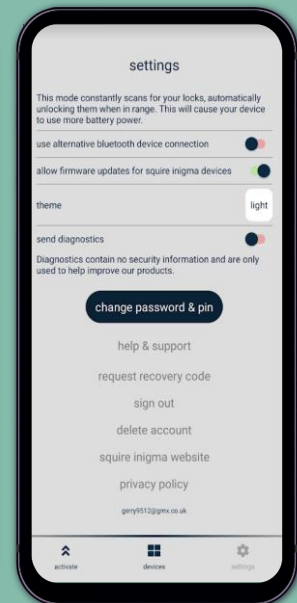 settings
This mode constantly scans for your locks, automatically
unlocking them when in range. This will cause your device
to use more battery power.
use alternative bluetooth device connection
allow firmware updates for squire inigma devices
theme
light
send diagnostics
Diagnostics contain no security information and are only
used to help improve our products.
change password & pin
help & support
request recovery code
sign out
delete account
squire inigma website
privacy policy
gerry9512@gmx.co.uk
activate
devices
settings